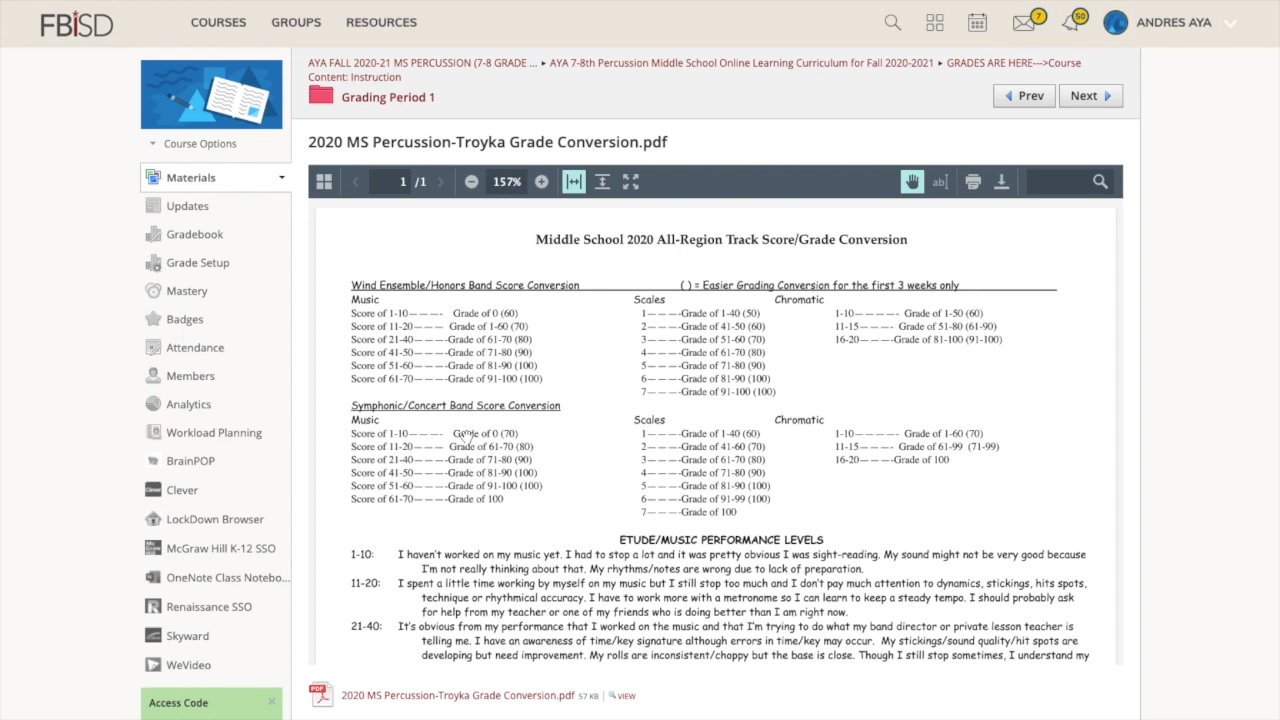 FBISD
COURSES GROUPS RESOURCES
7
50
ANDRES AYA
AYA FALL 2020-21 MS PERCUSSION (7-8 GRADE ... ▸ AYA 7-8th Percussion Middle School Online Learning Curriculum for Fall 2020-2021 ▸ GRADES ARE HERE--->Course
Content: Instruction
Grading Period 1
Prev
Next
Course Options
Materials
Updates
Gradebook
Grade Setup
Mastery
Badges
Attendance
Members
Analytics
Workload Planning
BrainPOP
Clever
LockDown Browser
McGraw Hill K-12 SSO
OneNote Class Notebo...
Renaissance SSO
Skyward
WeVideo
Access Code
2020 MS Percussion-Troyka Grade Conversion.pdf
1 /1 157%
Middle School 2020 All-Region Track Score/Grade Conversion
Wind Ensemble/Honors Band Score Conversion ( ) = Easier Grading Conversion for the first 3 weeks only
Music Scales Chromatic
Score of 1-10———- Grade of 0 (60) 1———-Grade of 1-40 (50) 1-10————- Grade of 1-50 (60)
Score of 11-20——— Grade of 1-60 (70) 2———-Grade of 41-50 (60) 11-15——— Grade of 51-80 (61-90)
Score of 21-40———-Grade of 61-70 (80) 3———-Grade of 51-60 (70) 16-20———-Grade of 81-100 (91-100)
Score of 41-50———-Grade of 71-80 (90) 4———-Grade of 61-70 (80)
Score of 51-60———-Grade of 81-90 (100) 5———-Grade of 71-80 (90)
Score of 61-70———-Grade of 91-100 (100) 6———-Grade of 81-90 (100)
7———-Grade of 91-100 (100)
Symphonic/Concert Band Score Conversion
Music Scales Chromatic
Score of 1-10———- Grade of 0 (70) 1———-Grade of 1-40 (60) 1-10————- Grade of 1-60 (70)
Score of 11-20——— Grade of 61-70 (80) 2———-Grade of 41-60 (70) 11-15——— Grade of 61-99 (71-99)
Score of 21-40———-Grade of 71-80 (90) 3———-Grade of 61-70 (80) 16-20———-Grade of 100
Score of 41-50———-Grade of 81-90 (100) 4———-Grade of 71-80 (90)
Score of 51-60———-Grade of 91-100 (100) 5———-Grade of 81-90 (100)
Score of 61-70———-Grade of 100 6———-Grade of 91-99 (100)
7———-Grade of 100
ETUDE/MUSIC PERFORMANCE LEVELS
1-10: I haven't worked on my music yet. I had to stop a lot and it was pretty obvious I was sight-reading. My sound might not be very good because
I'm not really thinking about that. My rhythms/notes are wrong due to lack of preparation.
11-20: I spent a little time working by myself on my music but I still stop too much and I don't pay much attention to dynamics, stickings, hits spots,
technique or rhythmical accuracy. I have to work more with a metronome so I can learn to keep a steady tempo. I should probably ask
for help from my teacher or one of my friends who is doing better than I am right now.
21-40: It's obvious from my performance that I worked on the music and that I'm trying to do what my band director or private lesson teacher is
telling me. I have an awareness of time/key signature although errors in time/key may occur. My stickings/sound quality/hit spots are
developing but need improvement. My rolls are inconsistent/choppy but the base is close. Though I still stop sometimes, I understand my
PDF
2020 MS Percussion-Troyka Grade Conversion.pdf 57 KB VIEW